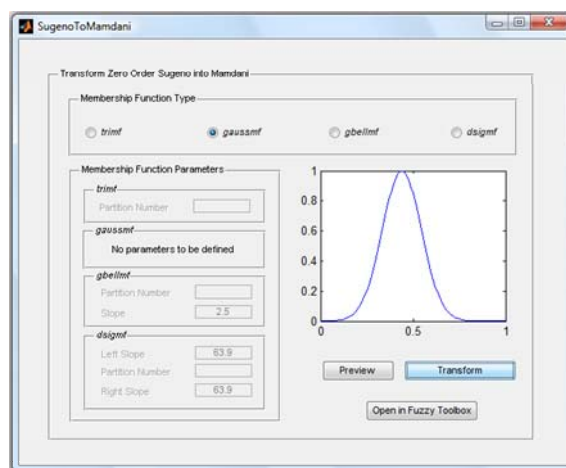 SugenoToMamdani
Transform Zero Order Sugeno into Mamdani
Membership Function Type
trimf
gaussmf
gbellmf
dsigmf
Membership Function Parameters
trimf
Partition Number
gaussmf
No parameters to be defined
gbellmf
Partition Number
Slope 2.5
dsigmf
Left Slope 63.9
Partition Number
Right Slope 63.9
1
0.8
0.6
0.4
0.2
0
0 0.5 1
Preview Transform
Open in Fuzzy Toolbox